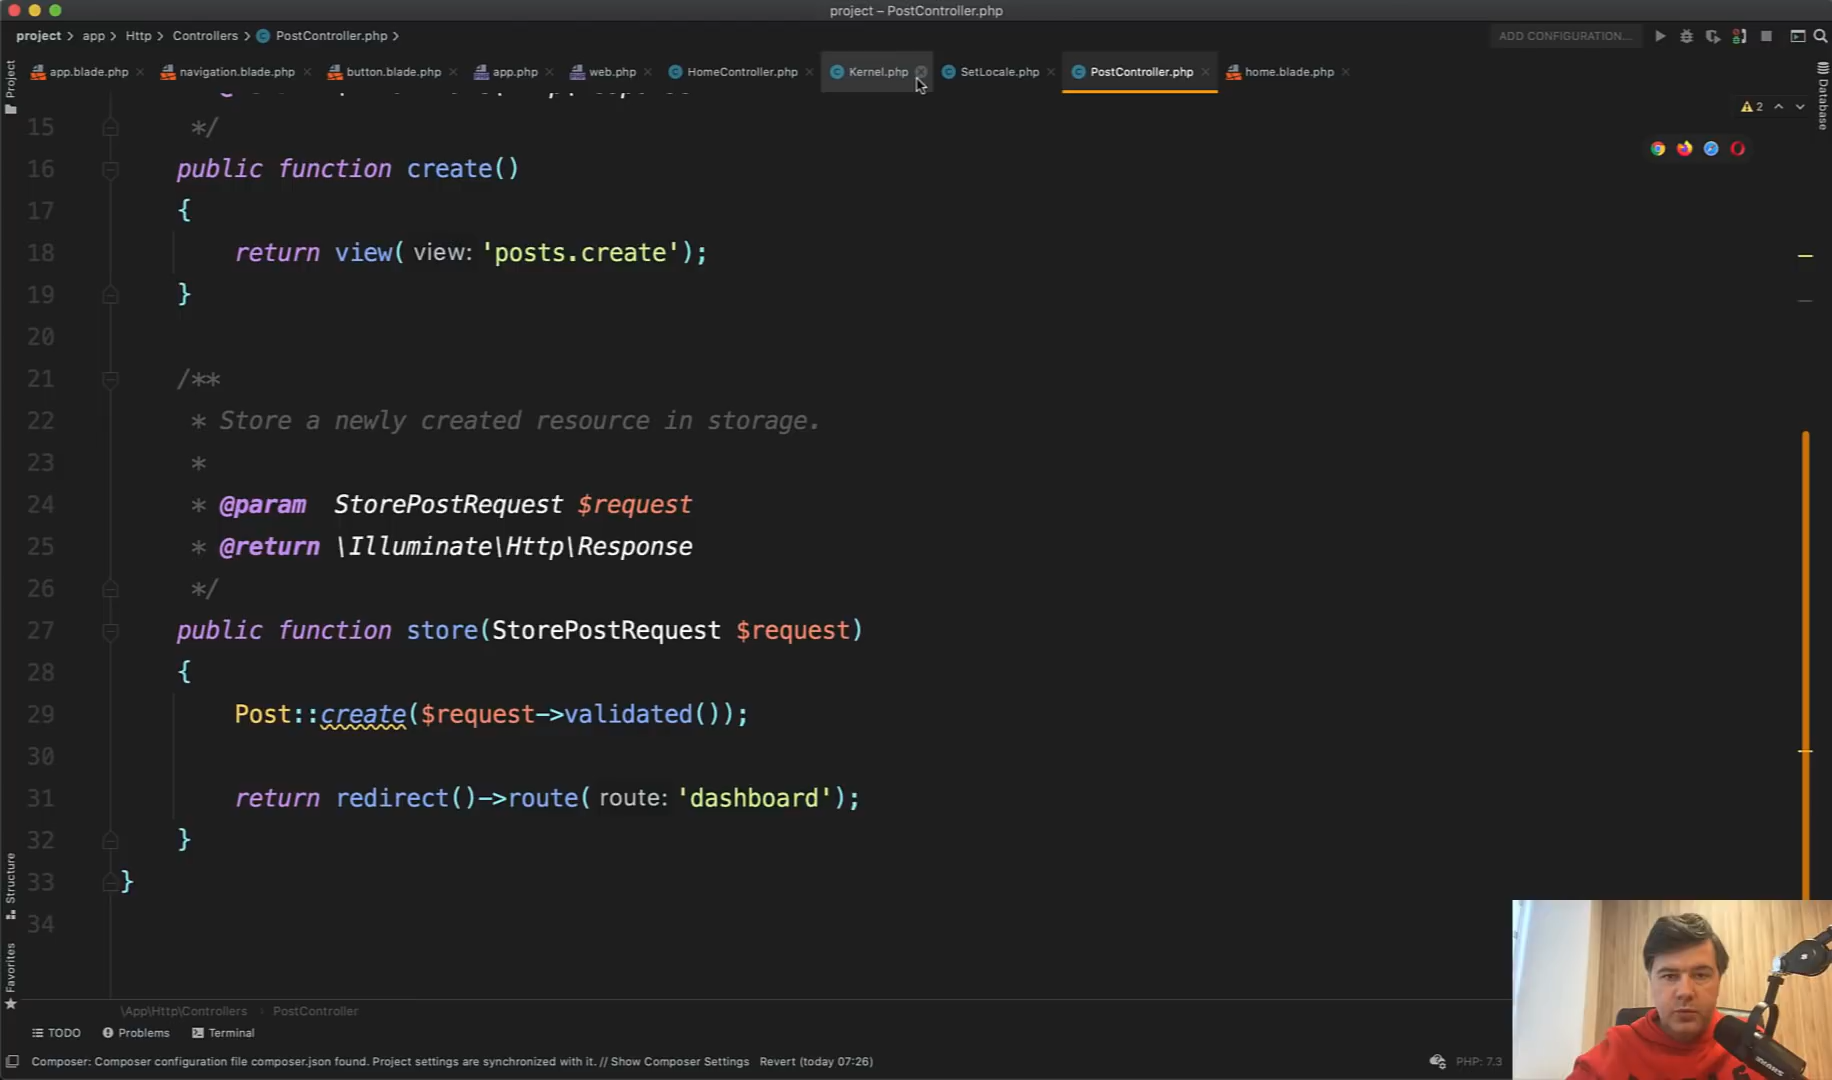 project – PostController.php
project > app > Http > Controllers > PostController.php >
ADD CONFIGURATION...
app.blade.php navigation.blade.php button.blade.php app.php web.php HomeController.php Kernel.php SetLocale.php PostController.php home.blade.php
Project
Database
2
15 */
16 public function create()
17 {
18 return view( view: 'posts.create');
19 }
20
21 /**
22 * Store a newly created resource in storage.
23 *
24 * @param StorePostRequest $request
25 * @return \Illuminate\Http\Response
26 */
27 public function store(StorePostRequest $request)
28 {
29 Post::create($request->validated());
30
31 return redirect()->route( route: 'dashboard');
32 }
33 }
34
Structure
Favorites
\App\Http\Controllers > PostController
TODO Problems Terminal
Composer: Composer configuration file composer.json found. Project settings are synchronized with it. // Show Composer Settings Revert (today 07:26)
PHP: 7.3